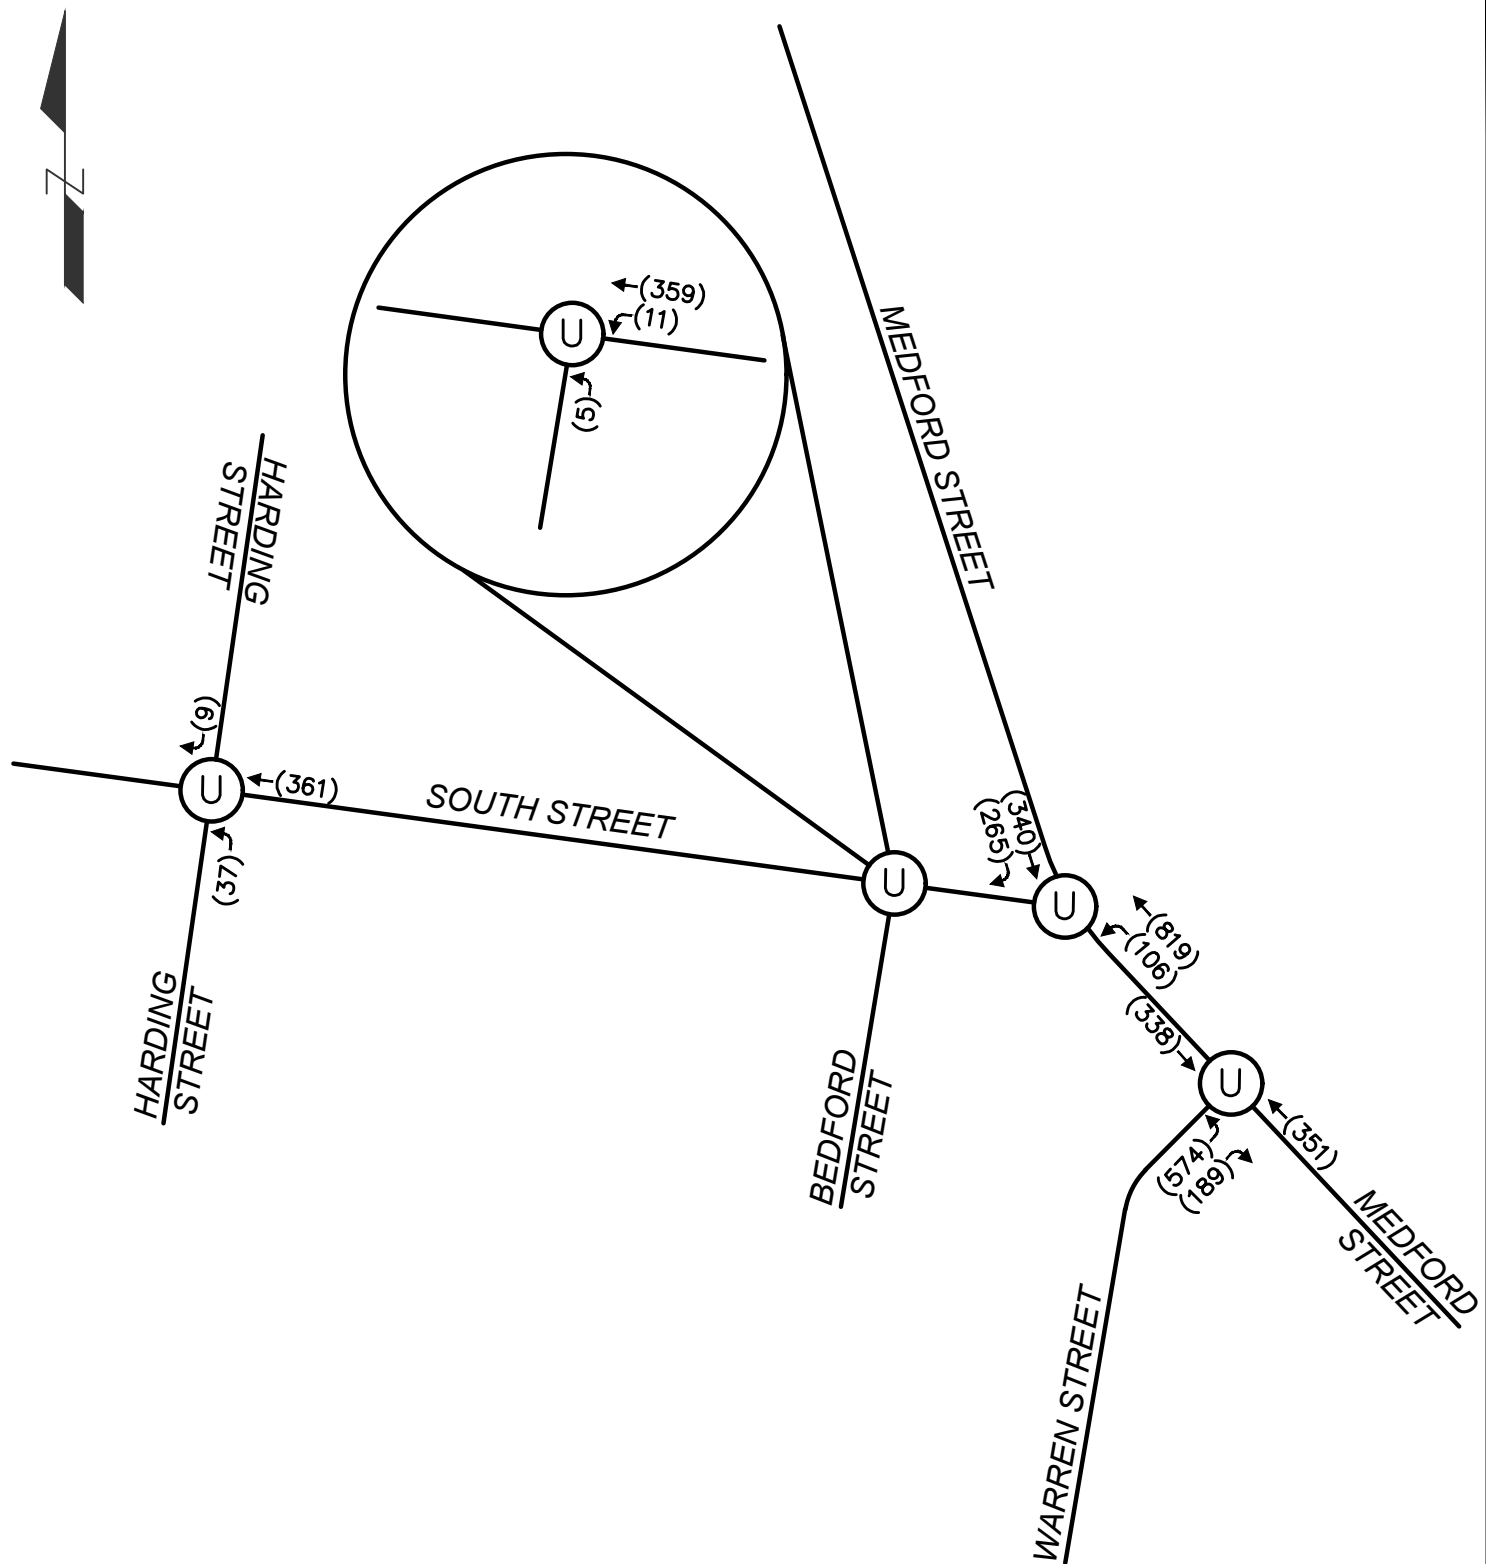 N
(359)
(11)
U
(5)
MEDFORD STREET
HARDING
STREET
(9)
U
(361)
(37)
SOUTH STREET
HARDING
STREET
U
BEDFORD
STREET
(340)
(265)
U
(819)
(106)
(338)
U
(351)
(574)
(189)
MEDFORD
STREET
WARREN STREET